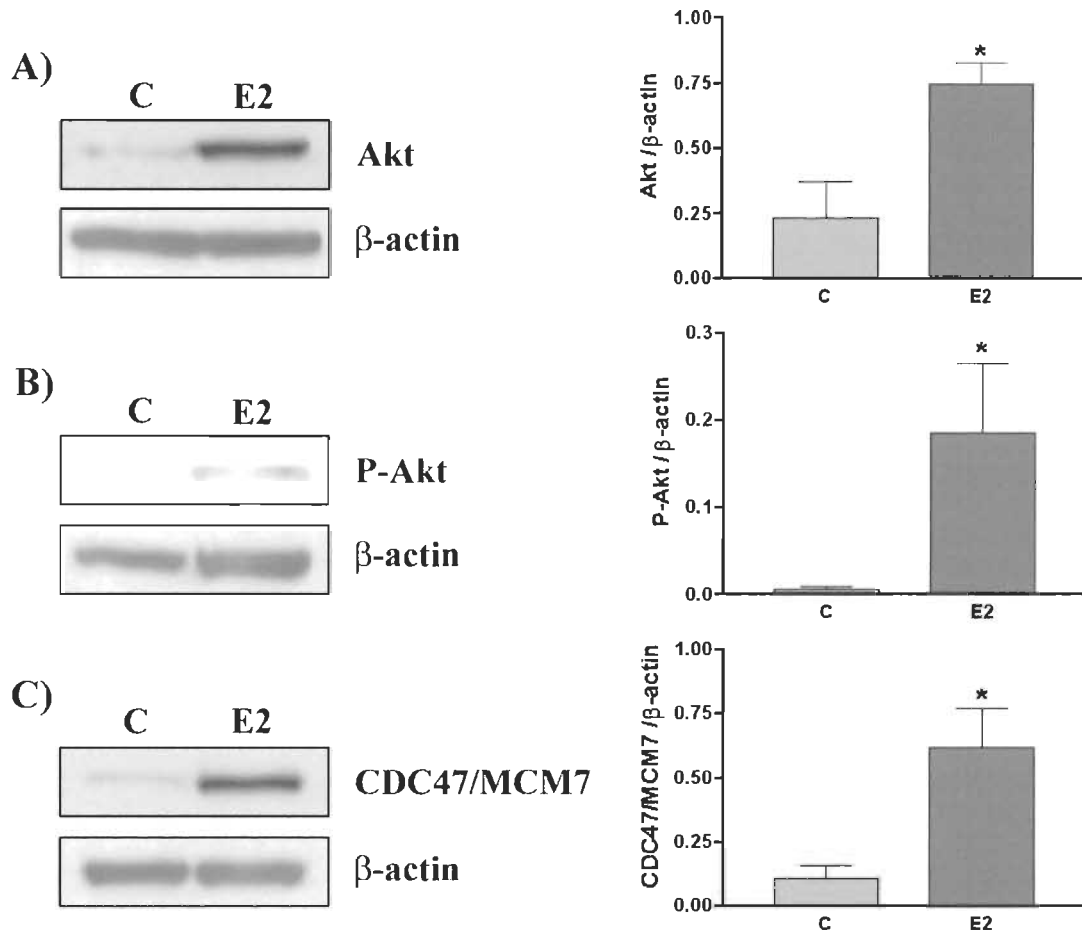 A)
C E2
Akt
β-actin
Akt /β-actin
1.00
0.75
0.50
0.25
0.00
*
C E2
B)
C E2
P-Akt
β-actin
P-Akt / β-actin
0.3
0.2
0.1
0.0
*
C E2
C)
C E2
CDC47/MCM7
β-actin
CDC47/MCM7 /β-actin
1.00
0.75
0.50
0.25
0.00
*
C E2